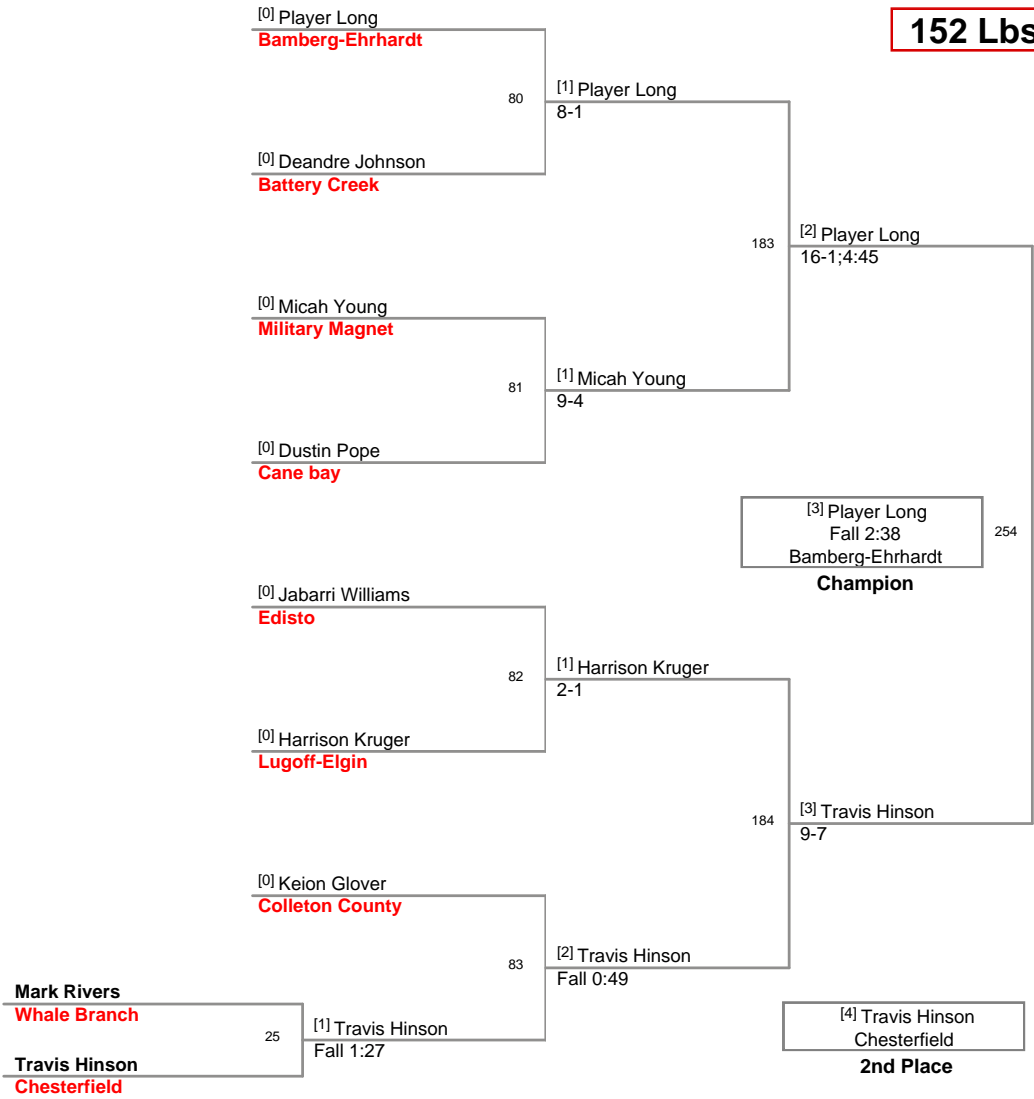 [0] Player Long
Bamberg-Ehrhardt
152 Lbs
80
[1] Player Long
8-1
[0] Deandre Johnson
Battery Creek
183
[2] Player Long
16-1;4:45
[0] Micah Young
Military Magnet
81
[1] Micah Young
9-4
[0] Dustin Pope
Cane bay
[3] Player Long
Fall 2:38
Bamberg-Ehrhardt
254
Champion
[0] Jabarri Williams
Edisto
82
[1] Harrison Kruger
2-1
[0] Harrison Kruger
Lugoff-Elgin
184
[3] Travis Hinson
9-7
[0] Keion Glover
Colleton County
83
[2] Travis Hinson
Fall 0:49
Mark Rivers
Whale Branch
25
[1] Travis Hinson
Fall 1:27
Travis Hinson
Chesterfield
[4] Travis Hinson
Chesterfield
2nd Place